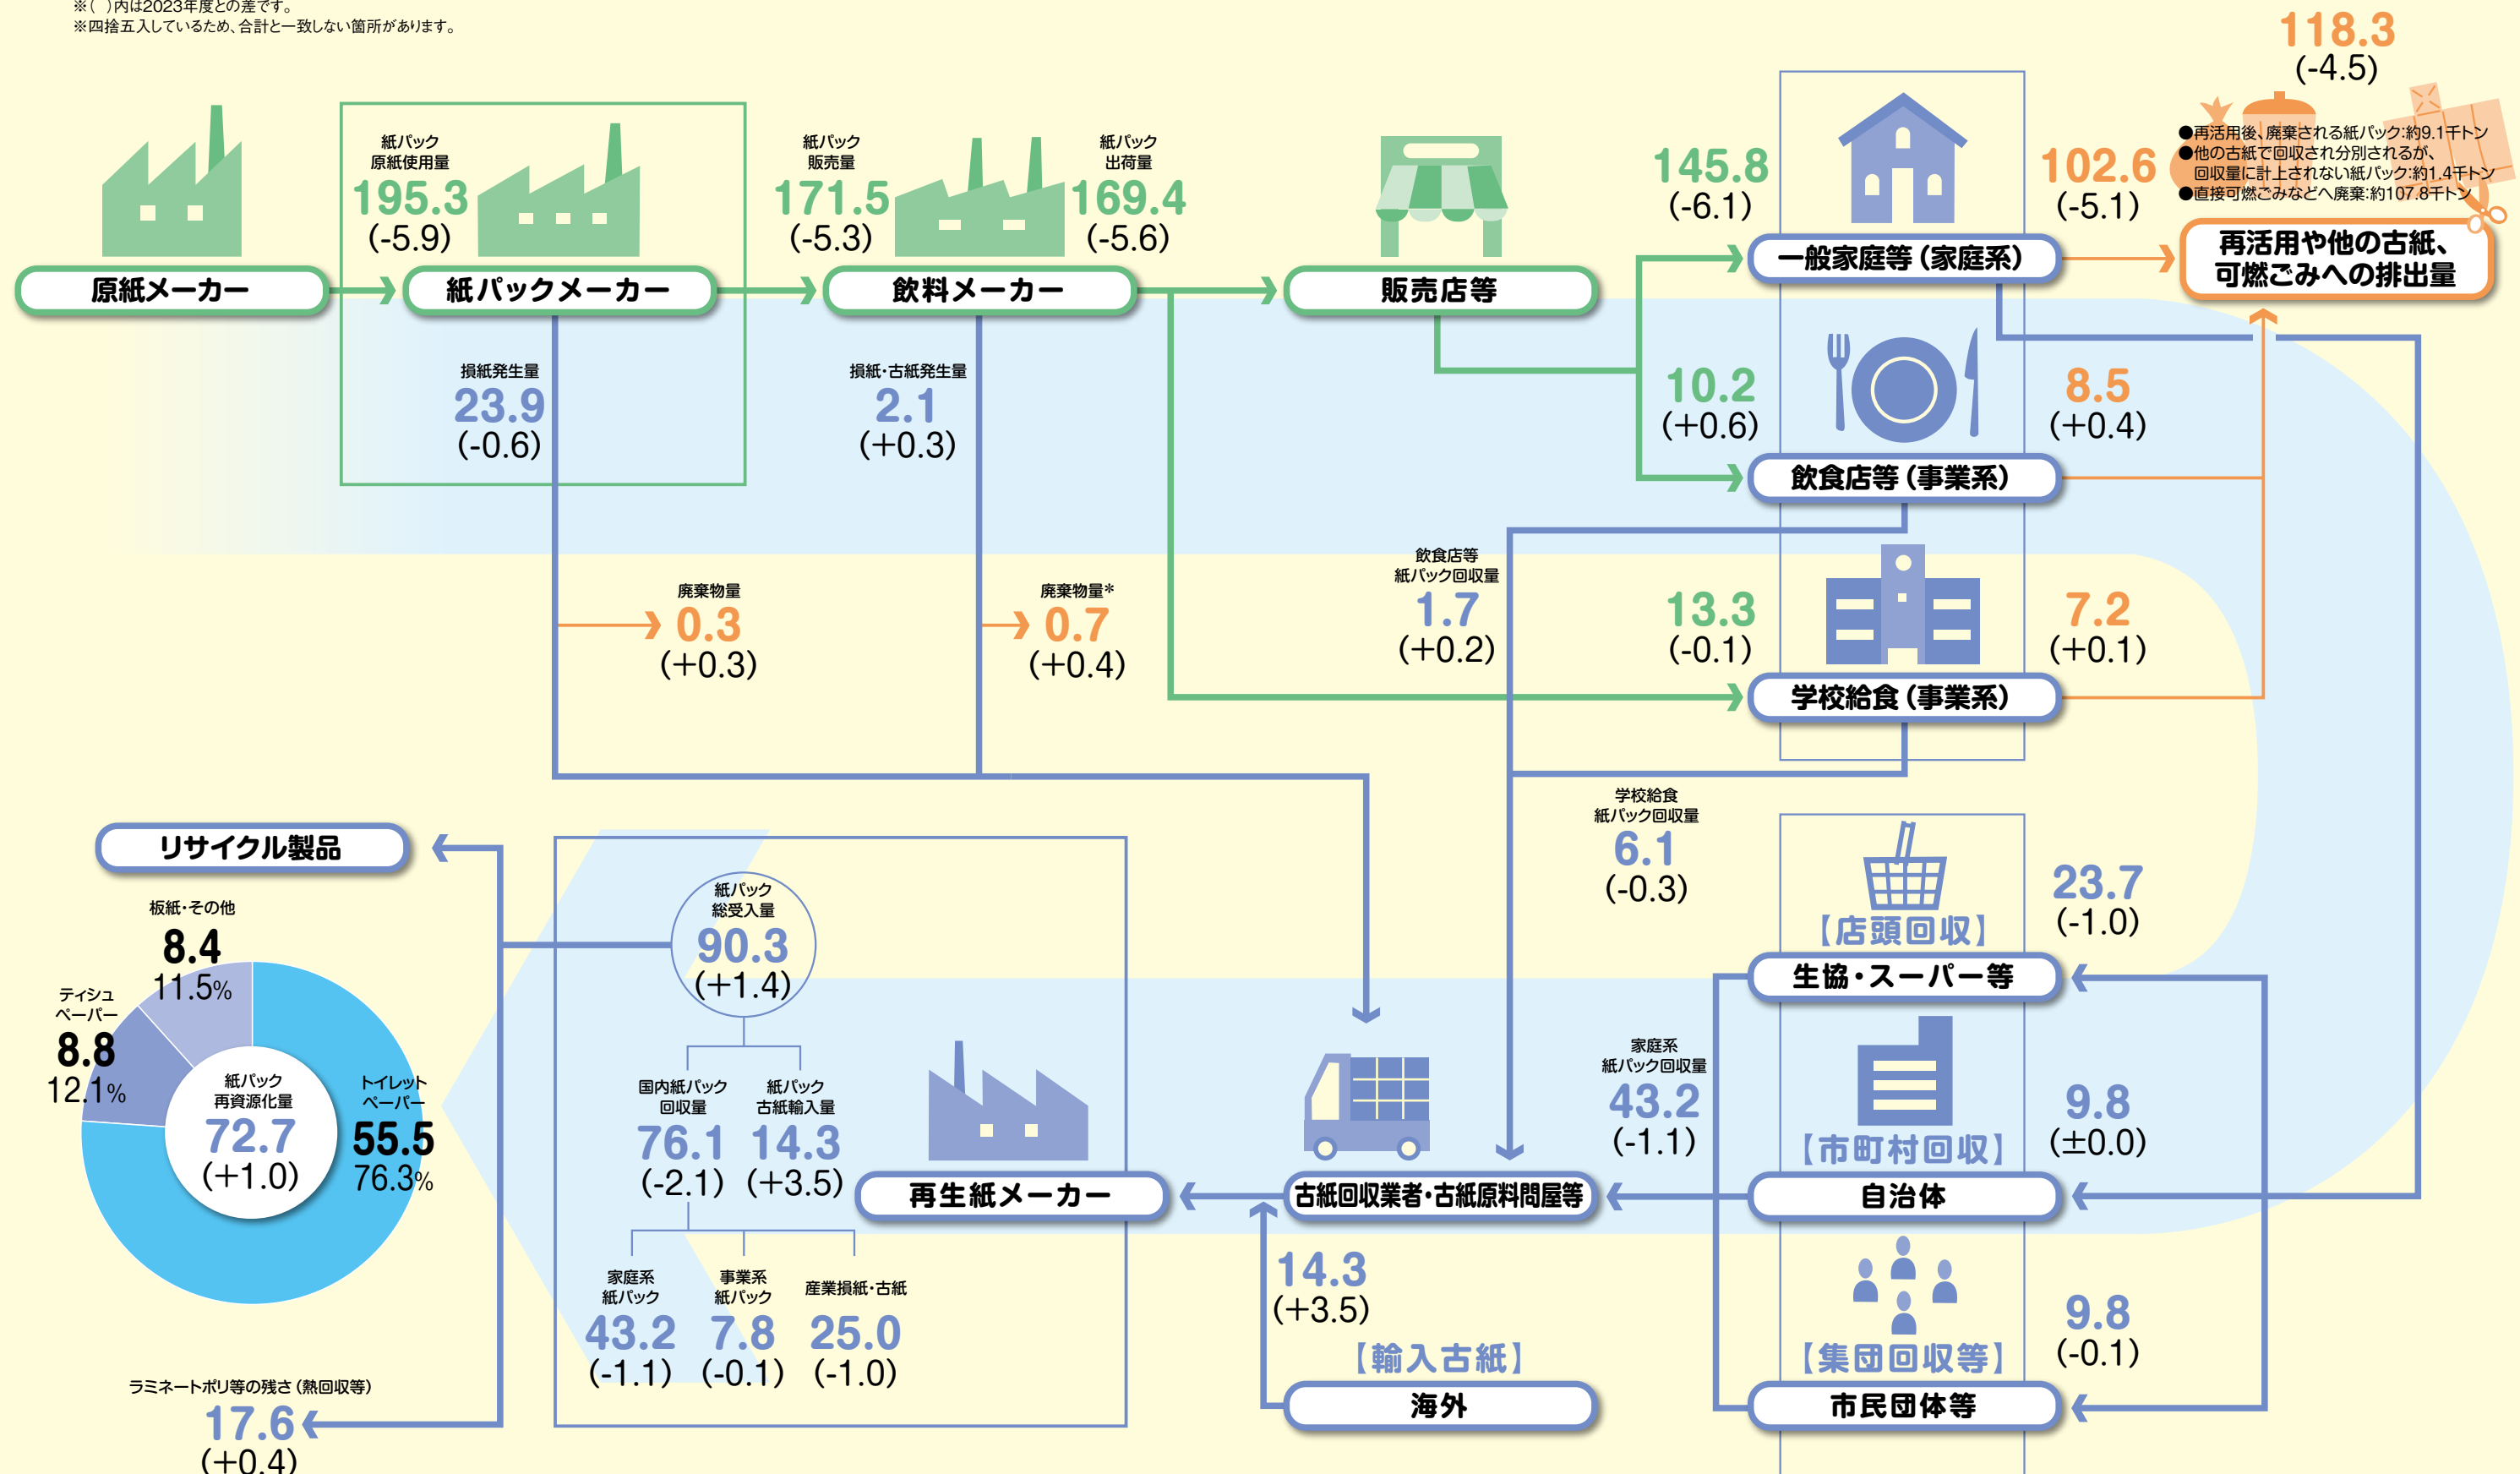 ※(　)内は2023年度との差です。
※四捨五入しているため、合計と一致しない箇所があります。
原紙メーカー
紙パック
原紙使用量
195.3
(-5.9)
紙パックメーカー
損紙発生量
23.9
(-0.6)
紙パック
販売量
171.5
(-5.3)
飲料メーカー
紙パック
出荷量
169.4
(-5.6)
損紙・古紙発生量
2.1
(+0.3)
販売店等
145.8
(-6.1)
一般家庭等（家庭系）
102.6
(-5.1)
118.3
(-4.5)
●再活用後、廃棄される紙パック:約9.1千トン
●他の古紙で回収され分別されるが、
回収量に計上されない紙パック:約1.4千トン
●直接可燃ごみなどへ廃棄:約107.8千トン
再活用や他の古紙、
可燃ごみへの排出量
10.2
(+0.6)
飲食店等（事業系）
8.5
(+0.4)
廃棄物量
0.3
(+0.3)
廃棄物量*
0.7
(+0.4)
飲食店等
紙パック回収量
1.7
(+0.2)
13.3
(-0.1)
学校給食（事業系）
7.2
(+0.1)
学校給食
紙パック回収量
6.1
(-0.3)
【店頭回収】
生協・スーパー等
23.7
(-1.0)
家庭系
紙パック回収量
43.2
(-1.1)
【市町村回収】
自治体
9.8
(±0.0)
【集団回収等】
市民団体等
9.8
(-0.1)
古紙回収業者・古紙原料問屋等
14.3
(+3.5)
【輸入古紙】
海外
再生紙メーカー
紙パック
総受入量
90.3
(+1.4)
国内紙パック
回収量
76.1
(-2.1)
紙パック
古紙輸入量
14.3
(+3.5)
家庭系
紙パック
43.2
(-1.1)
事業系
紙パック
7.8
(-0.1)
産業損紙・古紙
25.0
(-1.0)
リサイクル製品
板紙・その他
8.4
11.5%
ティシュ
ペーパー
8.8
12.1%
紙パック
再資源化量
72.7
(+1.0)
トイレット
ペーパー
55.5
76.3%
ラミネートポリ等の残さ（熱回収等）
17.6
(+0.4)